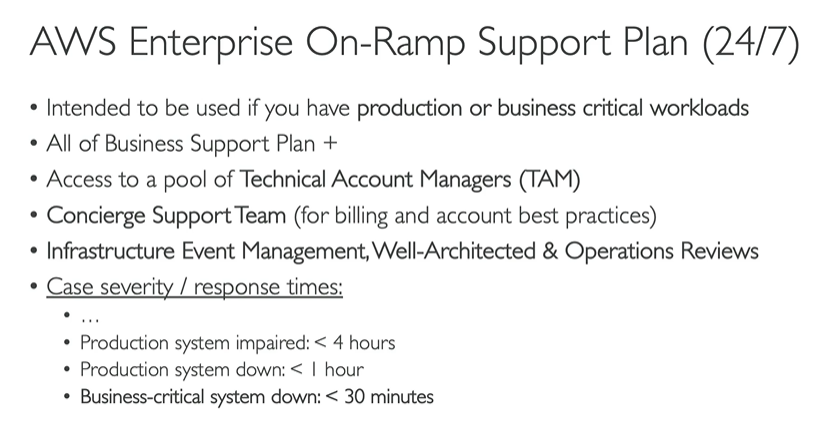 AWS Enterprise On-Ramp Support Plan (24/7)
• Intended to be used if you have production or business critical workloads
• All of Business Support Plan +
• Access to a pool of Technical Account Managers (TAM)
• Concierge Support Team (for billing and account best practices)
• Infrastructure Event Management, Well-Architected & Operations Reviews
• Case severity / response times:
• …
• Production system impaired: < 4 hours
• Production system down: < 1 hour
• Business-critical system down: < 30 minutes